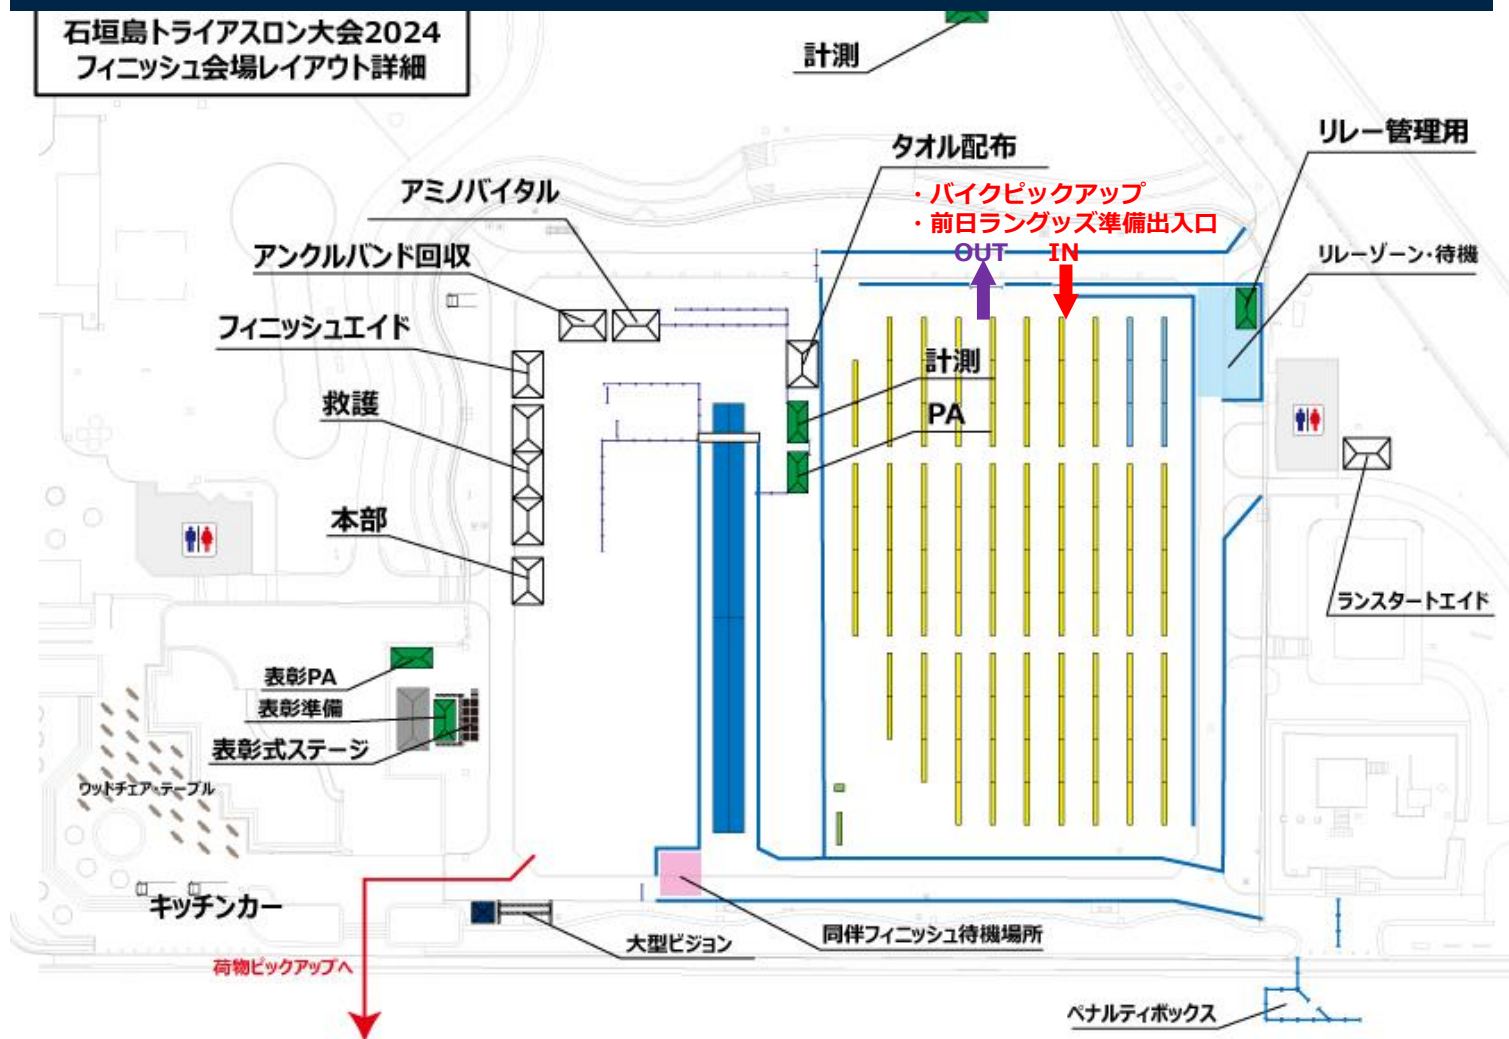 石垣島トライアスロン大会2024
フィニッシュ会場レイアウト詳細
計測
リレー管理用
タオル配布
アミノバイタル
・バイクピックアップ
・前日ラングッズ準備出入口
OUT
IN
アンクルバンド回収
リレーゾーン・待機
フィニッシュエイド
計測
救護
PA
本部
ランスタートエイド
表彰PA
表彰準備
表彰式ステージ
ウッドチェア・テーブル
キッチンカー
大型ビジョン
同伴フィニッシュ待機場所
荷物ピックアップへ
ペナルティボックス